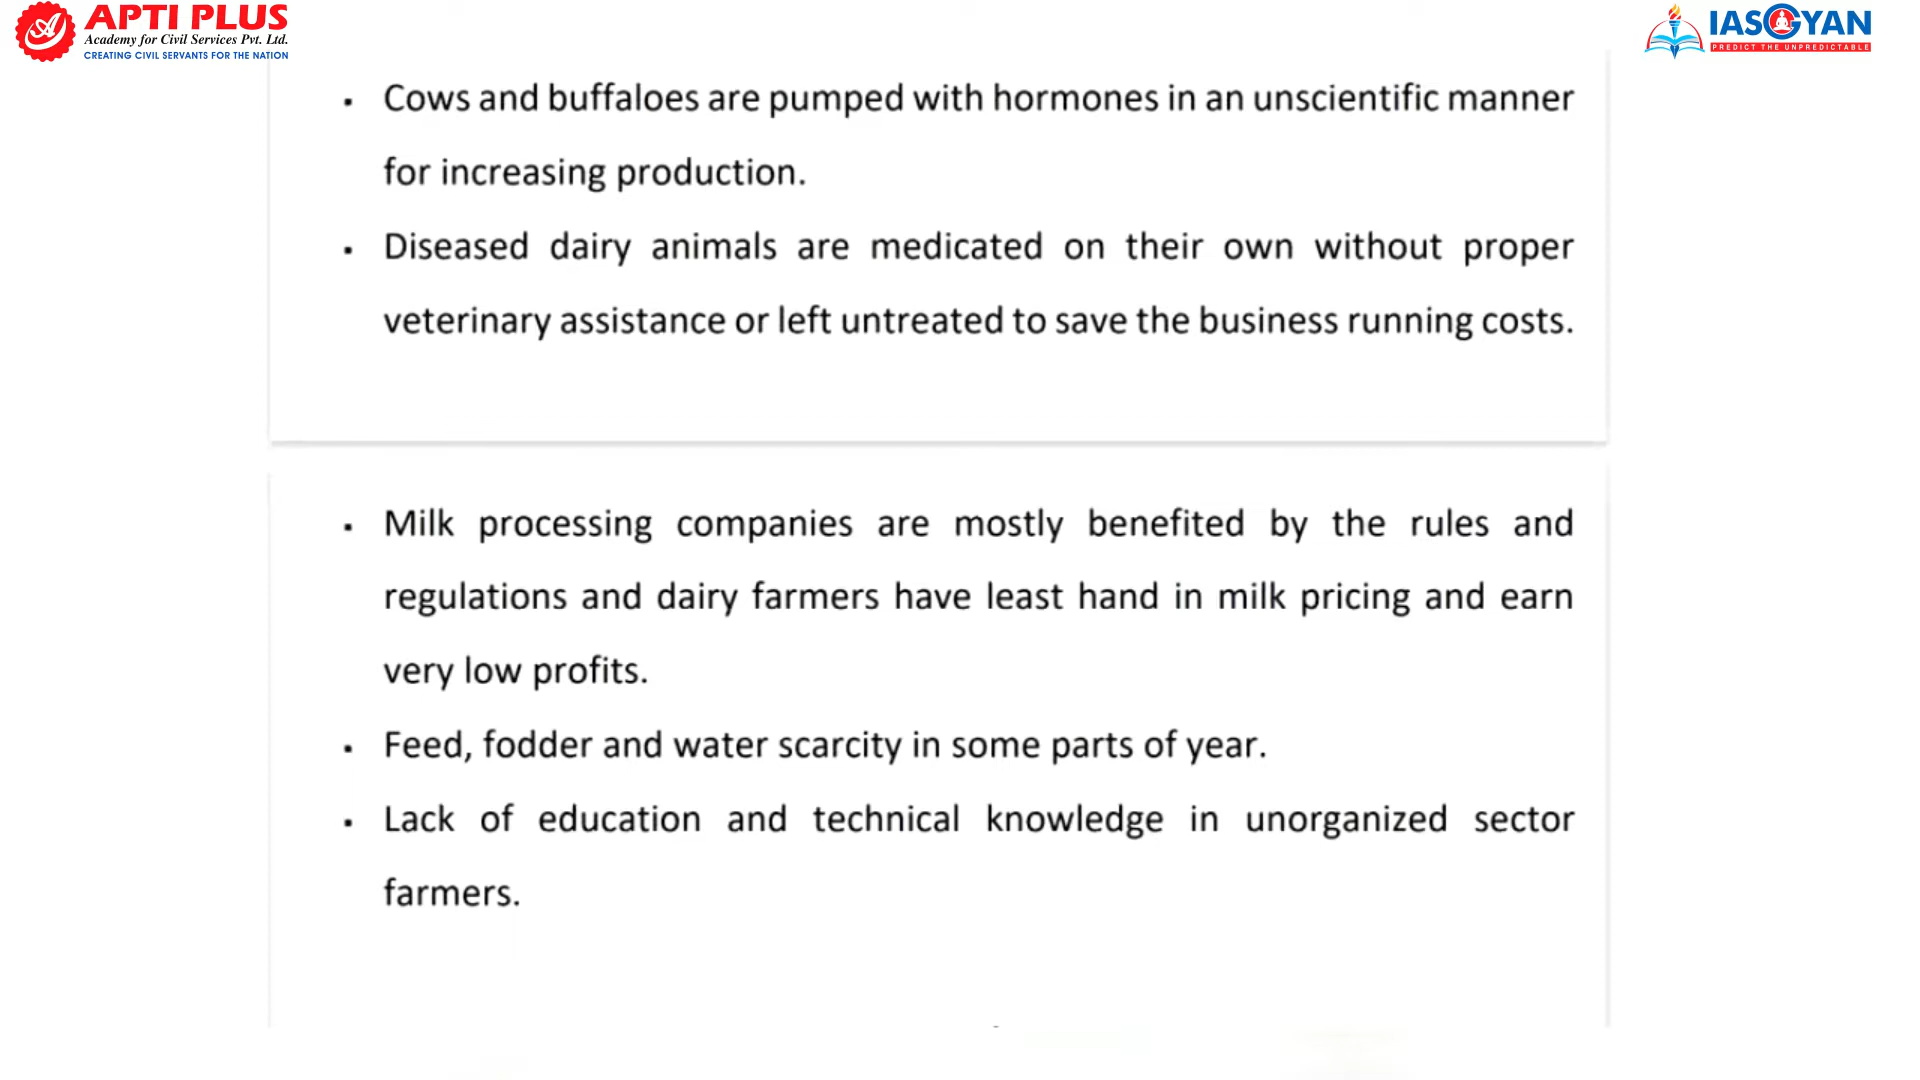 APTI PLUS
Academy for Civil Services Pvt. Ltd.
CREATING CIVIL SERVANTS FOR THE NATION
IASGYAN
PREDICT THE UNPREDICTABLE
▪ Cows and buffaloes are pumped with hormones in an unscientific manner
for increasing production.
▪ Diseased dairy animals are medicated on their own without proper
veterinary assistance or left untreated to save the business running costs.
▪ Milk processing companies are mostly benefited by the rules and
regulations and dairy farmers have least hand in milk pricing and earn
very low profits.
▪ Feed, fodder and water scarcity in some parts of year.
▪ Lack of education and technical knowledge in unorganized sector
farmers.